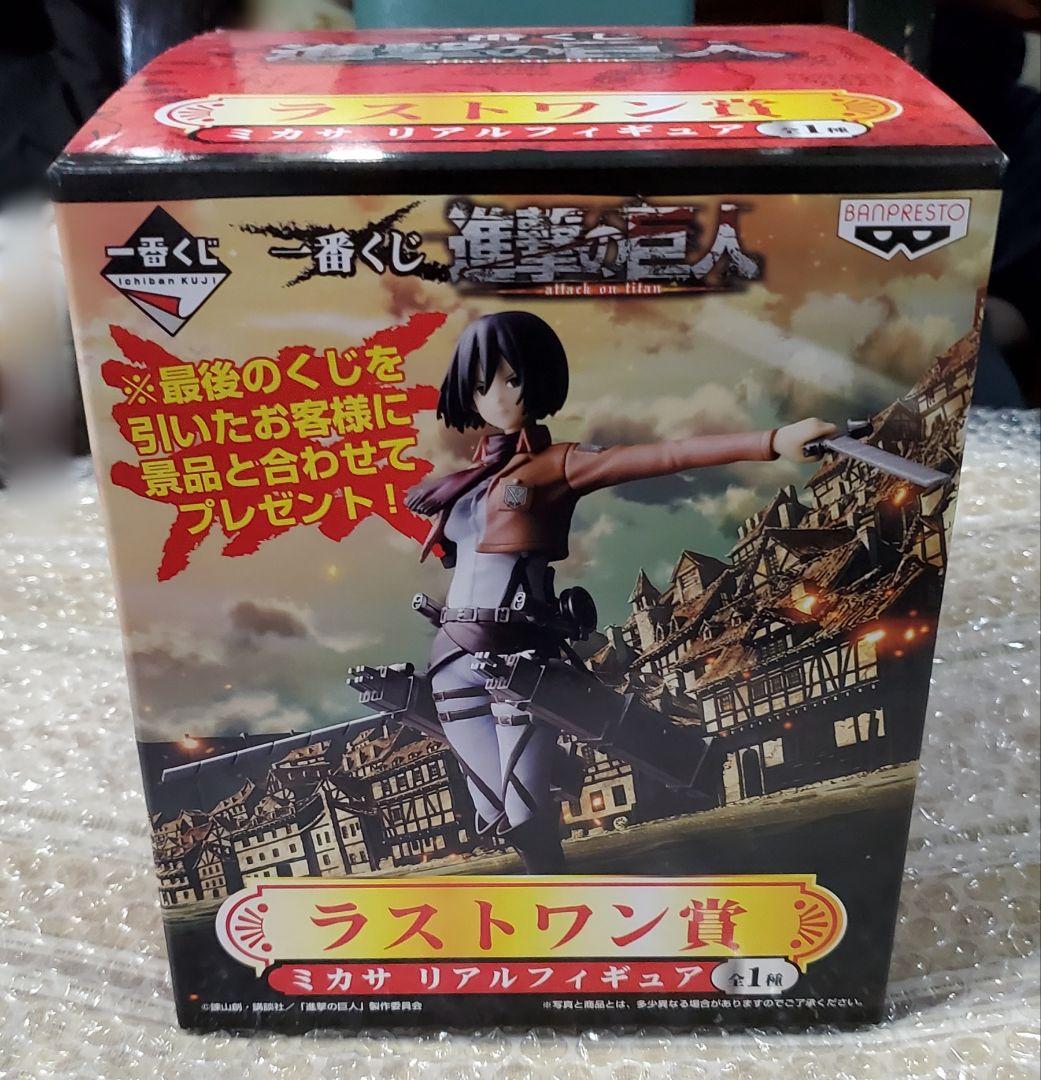 一番くじ
進撃の巨人
attack on titan
ラストワン賞
ミカサ リアルフィギュア 全1種
一番くじ
Ichiban KUJI
一番くじ 進撃の巨人
attack on titan
BANPRESTO
※最後のくじを
引いたお客様に
景品と合わせて
プレゼント！
ラストワン賞
ミカサ リアルフィギュア 全1種
©諫山創・講談社／「進撃の巨人」製作委員会
※写真と商品とは、多少異なる場合がありますのでご了承ください。